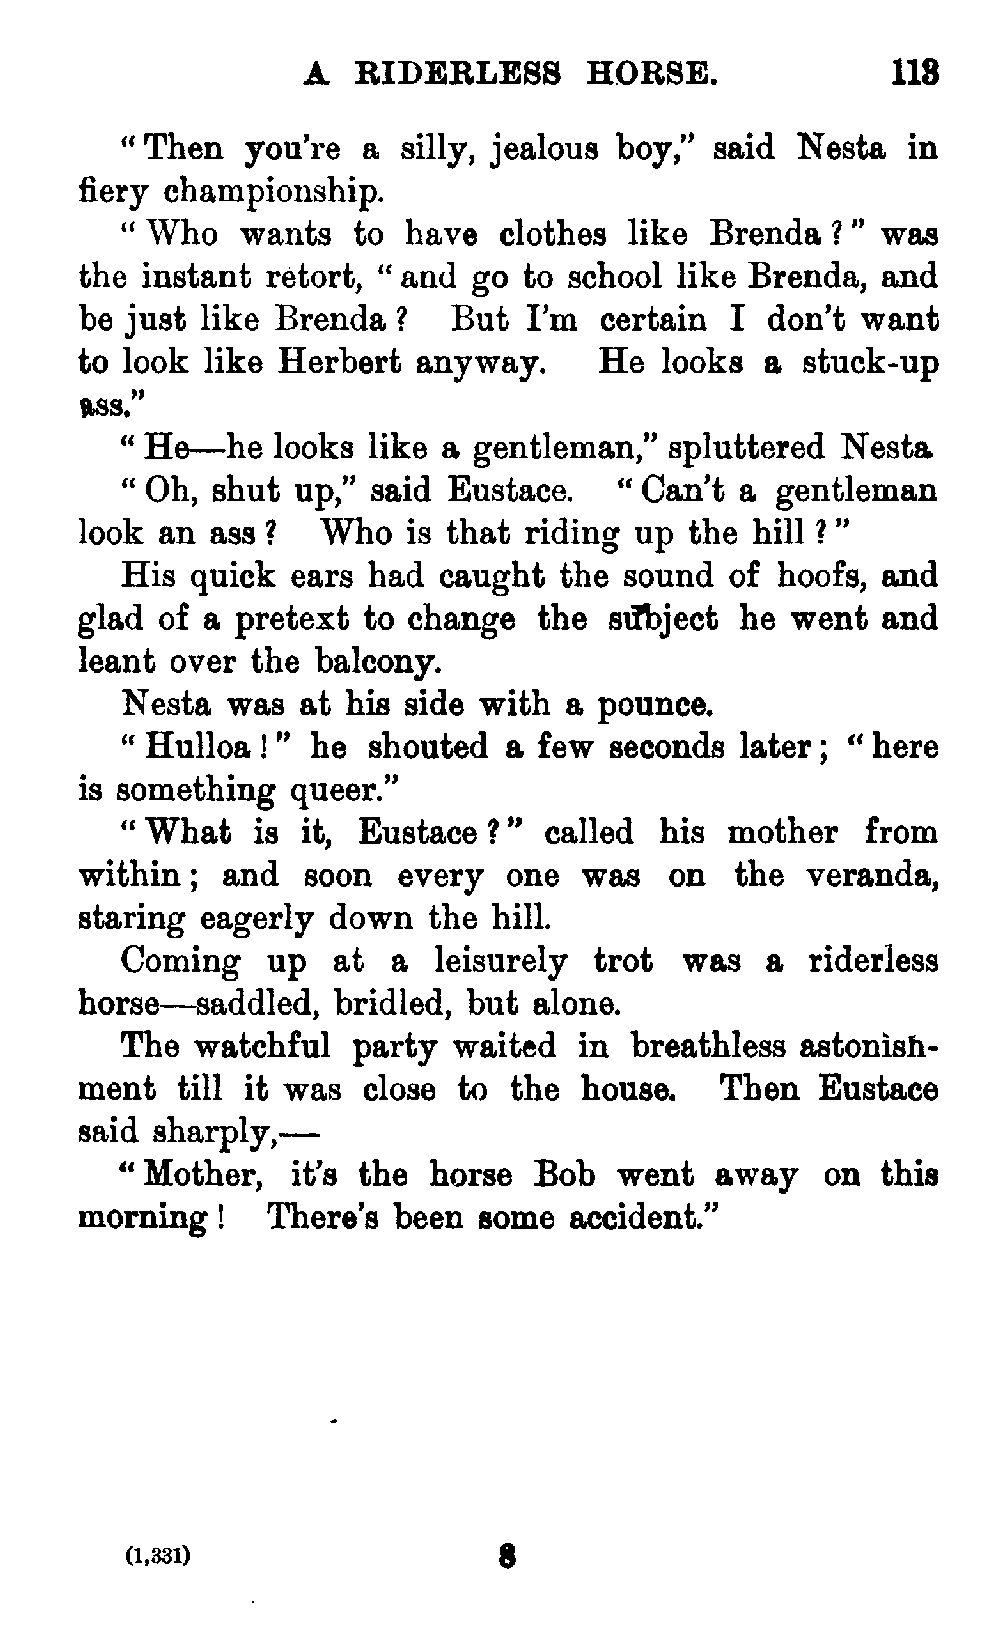 A RIDERLESS HORSE. 113
“Then you're a silly, jealous boy,” said Nesta in
fiery championship.
“Who wants to have clothes like Brenda?” was
the instant retort, “and go to school like Brenda, and
be just like Brenda? But I'm certain I don't want
to look like Herbert anyway. He looks a stuck-up
ass.”
“He—he looks like a gentleman,” spluttered Nesta
“Oh, shut up,” said Eustace. “Can't a gentleman
look an ass? Who is that riding up the hill?”
His quick ears had caught the sound of hoofs, and
glad of a pretext to change the subject he went and
leant over the balcony.
Nesta was at his side with a pounce.
“Hulloa!” he shouted a few seconds later; “here
is something queer.”
“What is it, Eustace?” called his mother from
within; and soon every one was on the veranda,
staring eagerly down the hill.
Coming up at a leisurely trot was a riderless
horse—saddled, bridled, but alone.
The watchful party waited in breathless astonish-
ment till it was close to the house. Then Eustace
said sharply,—
“Mother, it's the horse Bob went away on this
morning! There's been some accident.”
(1,331) 8